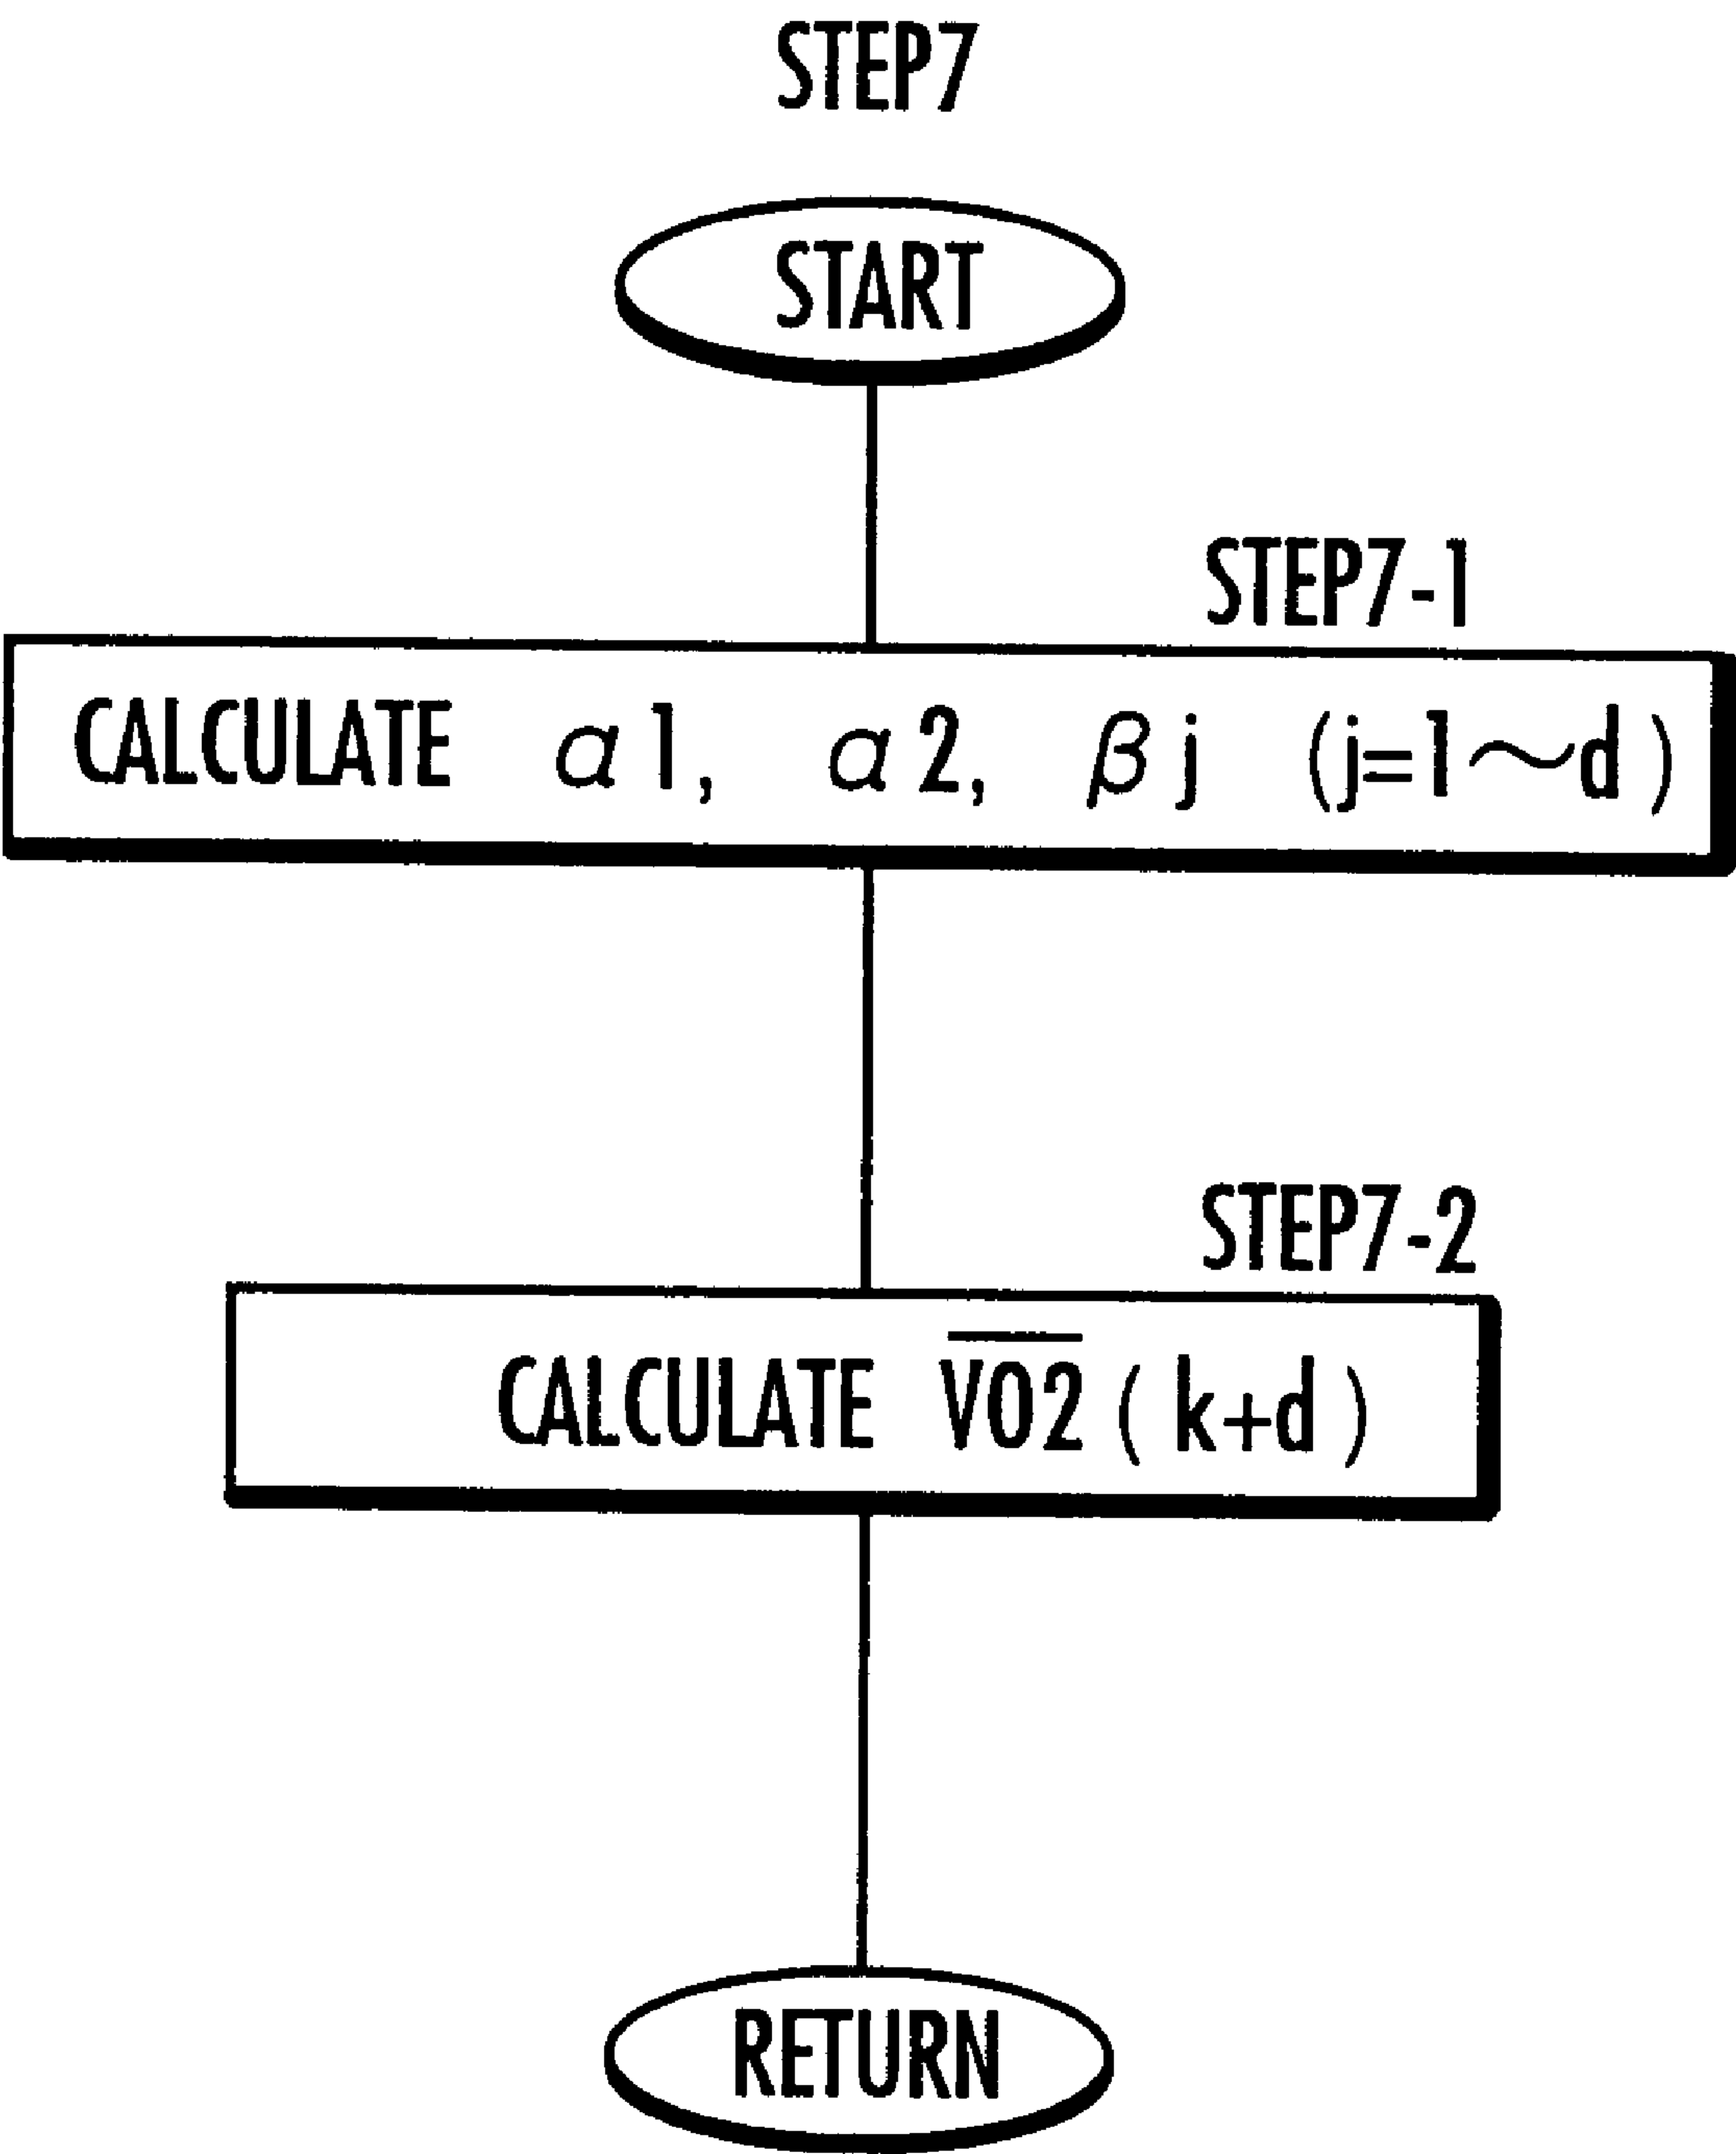 STEP7
START
STEP7-1
CALCULATE α1, α2, βj (j=1~d)
STEP7-2
CALCULATE V̅O̅2̅(k+d)
RETURN